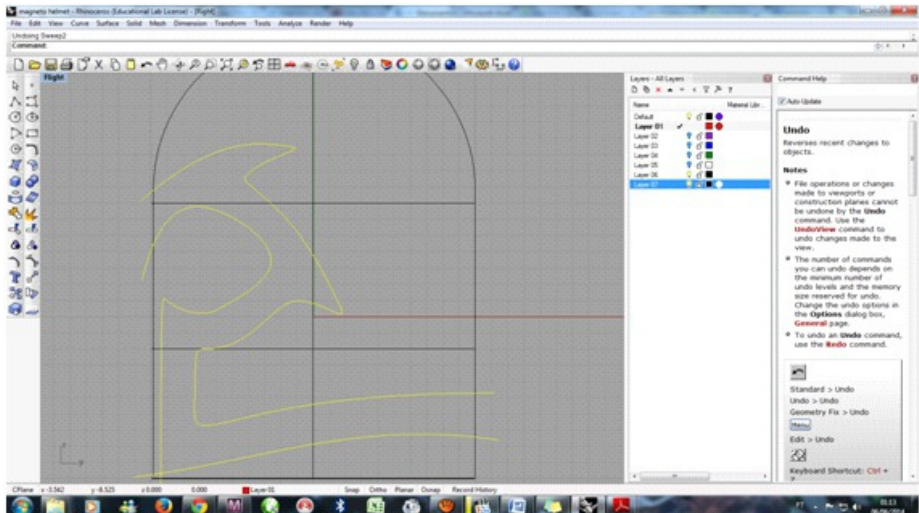 magneto helmet - Rhinoceros (Educational Lab License) - [Right]
File Edit View Curve Surface Solid Mesh Dimension Transform Tools Analyze Render Help
Undoing Sweep2
Command:
Right
Layers - All Layers
Name Material Libr...
Default
Layer 01
Layer 02
Layer 03
Layer 04
Layer 05
Layer 06
Layer 07
Command Help
Auto Update
Undo
Reverses recent changes to
objects.
Notes
File operations or changes
made to viewports or
construction planes cannot
be undone by the Undo
command. Use the
UndoView command to
undo changes made to the
view.
The number of commands
you can undo depends on
the minimum number of
undo levels and the memory
size reserved for undo.
Change the undo options in
the Options dialog box,
General page.
To undo an Undo command,
use the Redo command.
Standard > Undo
Undo > Undo
Geometry Fix > Undo
Menu
Edit > Undo
Keyboard Shortcut: Ctrl +
CPlane x -3.562 y -8.525 z 0.000 0.000 Layer 01 Snap Ortho Planar Osnap Record History
PT 01:13
06/06/2014